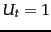 U_t = 1